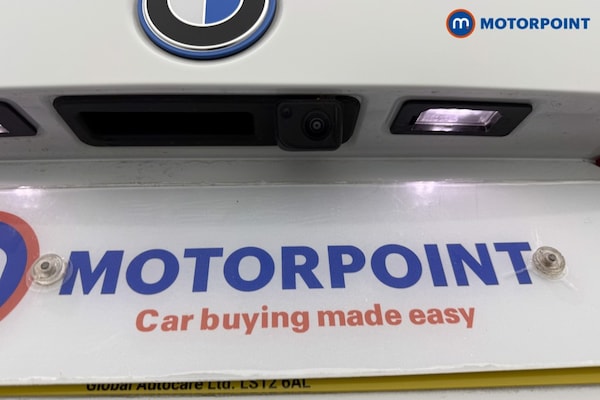 MOTORPOINT
MOTORPOINT
Car buying made easy
Global Autocare Ltd. LS12 6AL